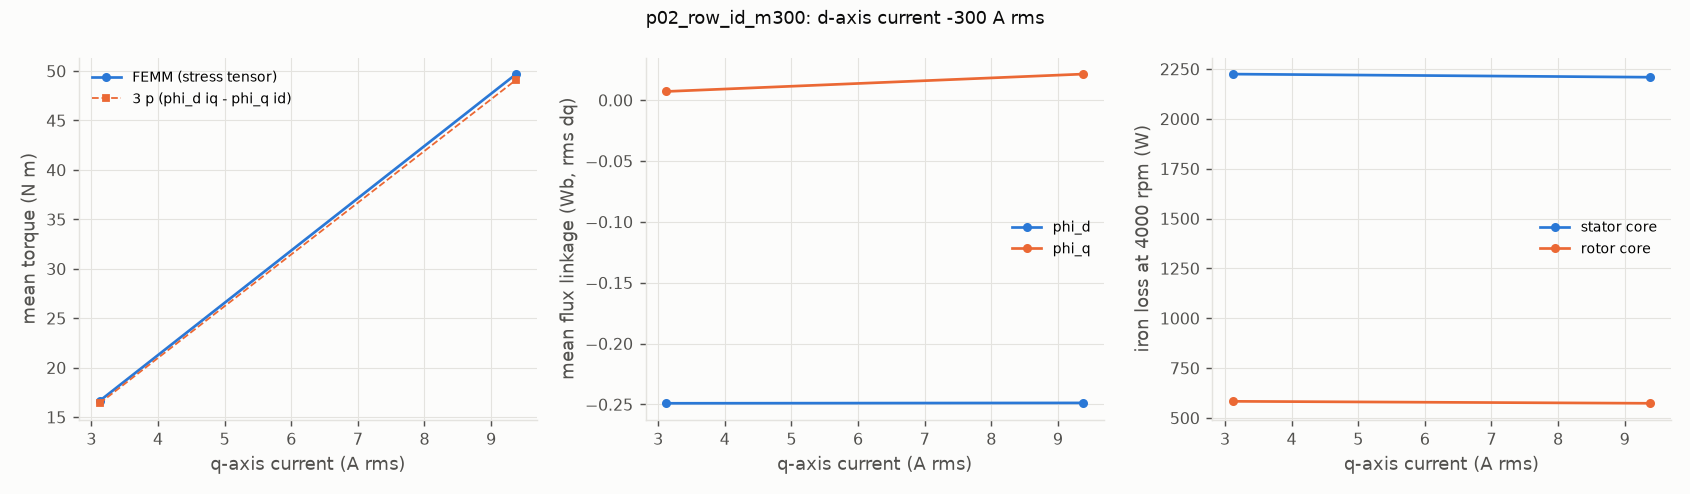 p02_row_id_m300: d-axis current -300 A rms
mean torque (N m)
50
45
40
35
30
25
20
15
FEMM (stress tensor)
3 p (phi_d iq - phi_q id)
3 4 5 6 7 8 9
q-axis current (A rms)
mean flux linkage (Wb, rms dq)
0.00
−0.05
−0.10
−0.15
−0.20
−0.25
phi_d
phi_q
3 4 5 6 7 8 9
q-axis current (A rms)
iron loss at 4000 rpm (W)
2250
2000
1750
1500
1250
1000
750
500
stator core
rotor core
3 4 5 6 7 8 9
q-axis current (A rms)